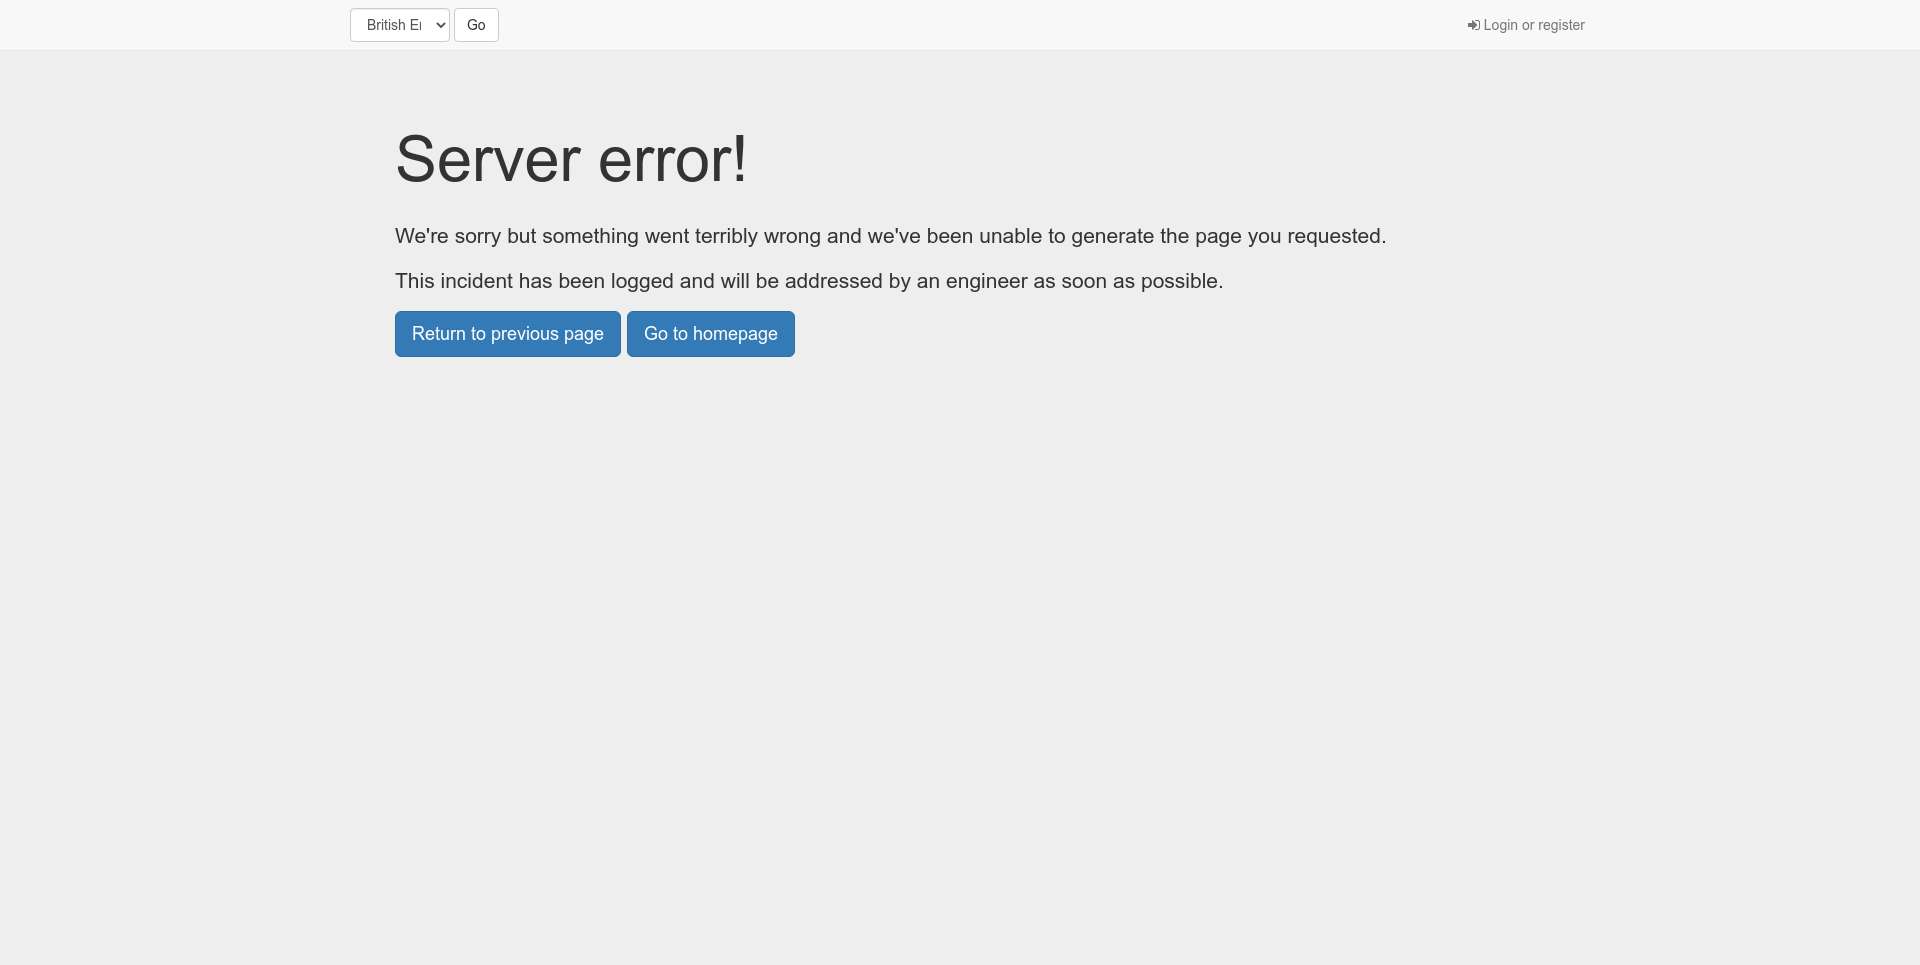 British Er Go Login or register
Server error!
We're sorry but something went terribly wrong and we've been unable to generate the page you requested.
This incident has been logged and will be addressed by an engineer as soon as possible.
Return to previous page Go to homepage